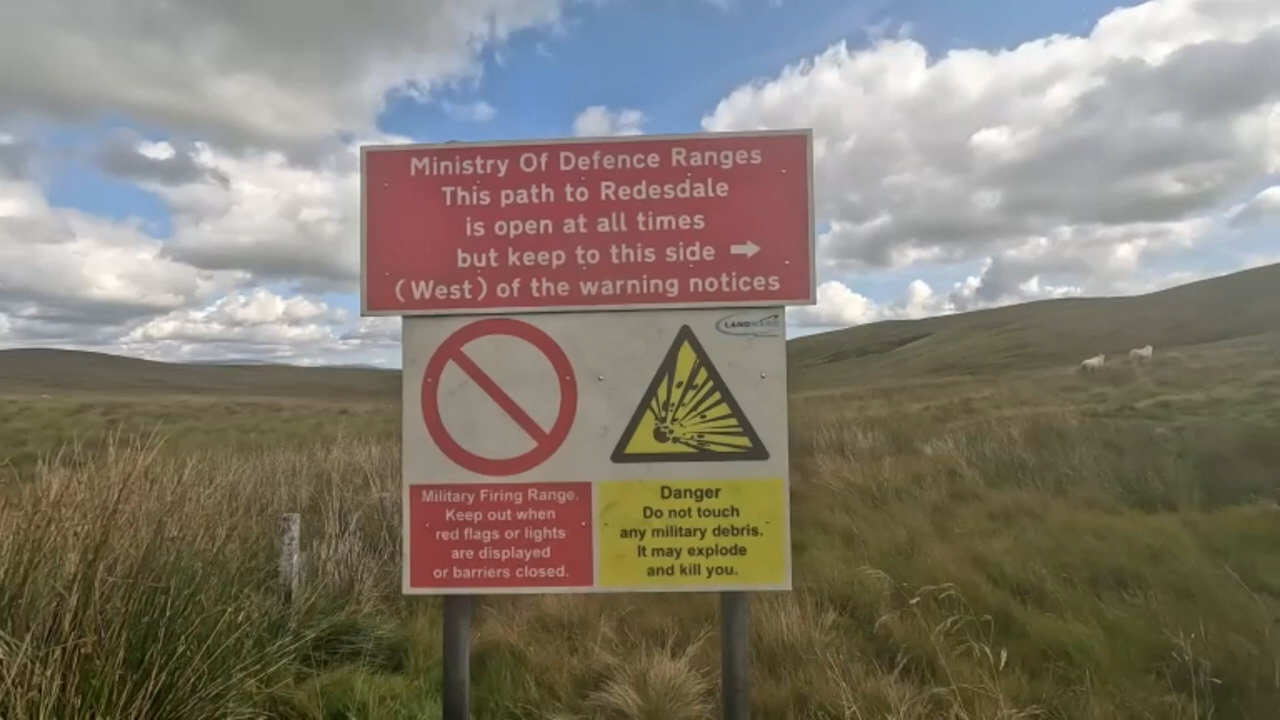 Ministry Of Defence Ranges
This path to Redesdale
is open at all times
but keep to this side →
(West) of the warning notices
LANDMARC
Military Firing Range.
Keep out when
red flags or lights
are displayed
or barriers closed.
Danger
Do not touch
any military debris.
It may explode
and kill you.